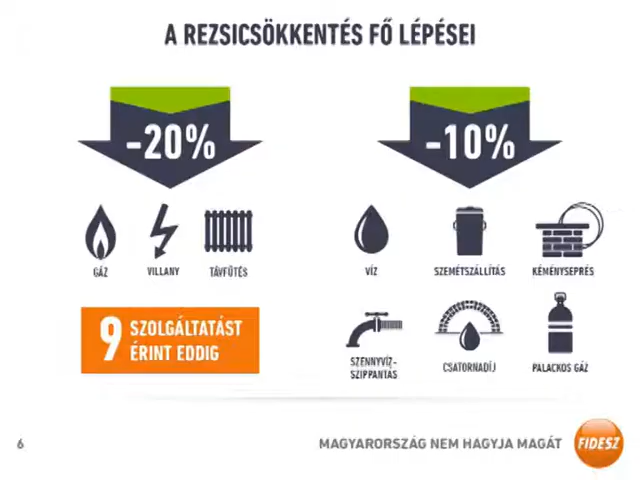 A REZSICSÖKKENTÉS FŐ LÉPÉSEI
-20%
-10%
GÁZ
VILLANY
TÁVFŰTÉS
VÍZ
SZEMÉTSZÁLLÍTÁS
KÉMÉNYSEPRÉS
9 SZOLGÁLTATÁST
ÉRINT EDDIG
SZENNYVÍZ-
SZIPPANTÁS
CSATORNADÍJ
PALACKOS GÁZ
6
MAGYARORSZÁG NEM HAGYJA MAGÁT
FIDESZ